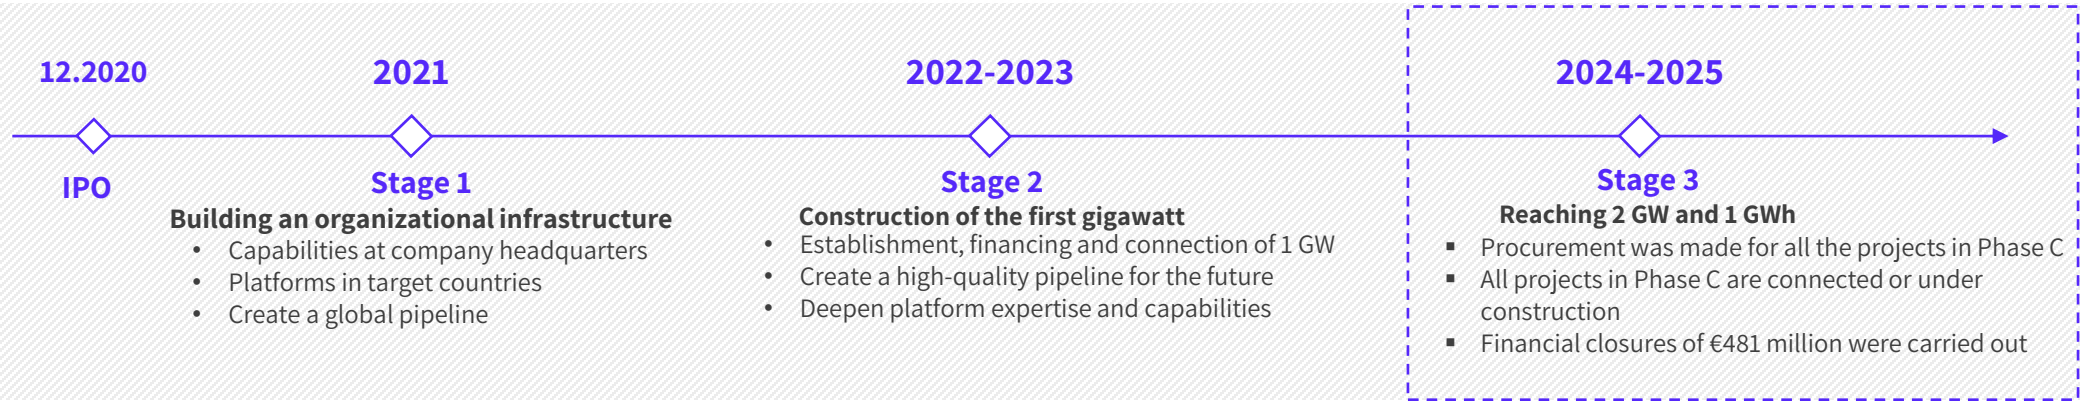 12.2020
IPO
2021
Stage 1
Building an organizational infrastructure
• Capabilities at company headquarters
• Platforms in target countries
• Create a global pipeline
2022-2023
Stage 2
Construction of the first gigawatt
• Establishment, financing and connection of 1 GW
• Create a high-quality pipeline for the future
• Deepen platform expertise and capabilities
2024-2025
Stage 3
Reaching 2 GW and 1 GWh
▪ Procurement was made for all the projects in Phase C
▪ All projects in Phase C are connected or under
construction
▪ Financial closures of €481 million were carried out